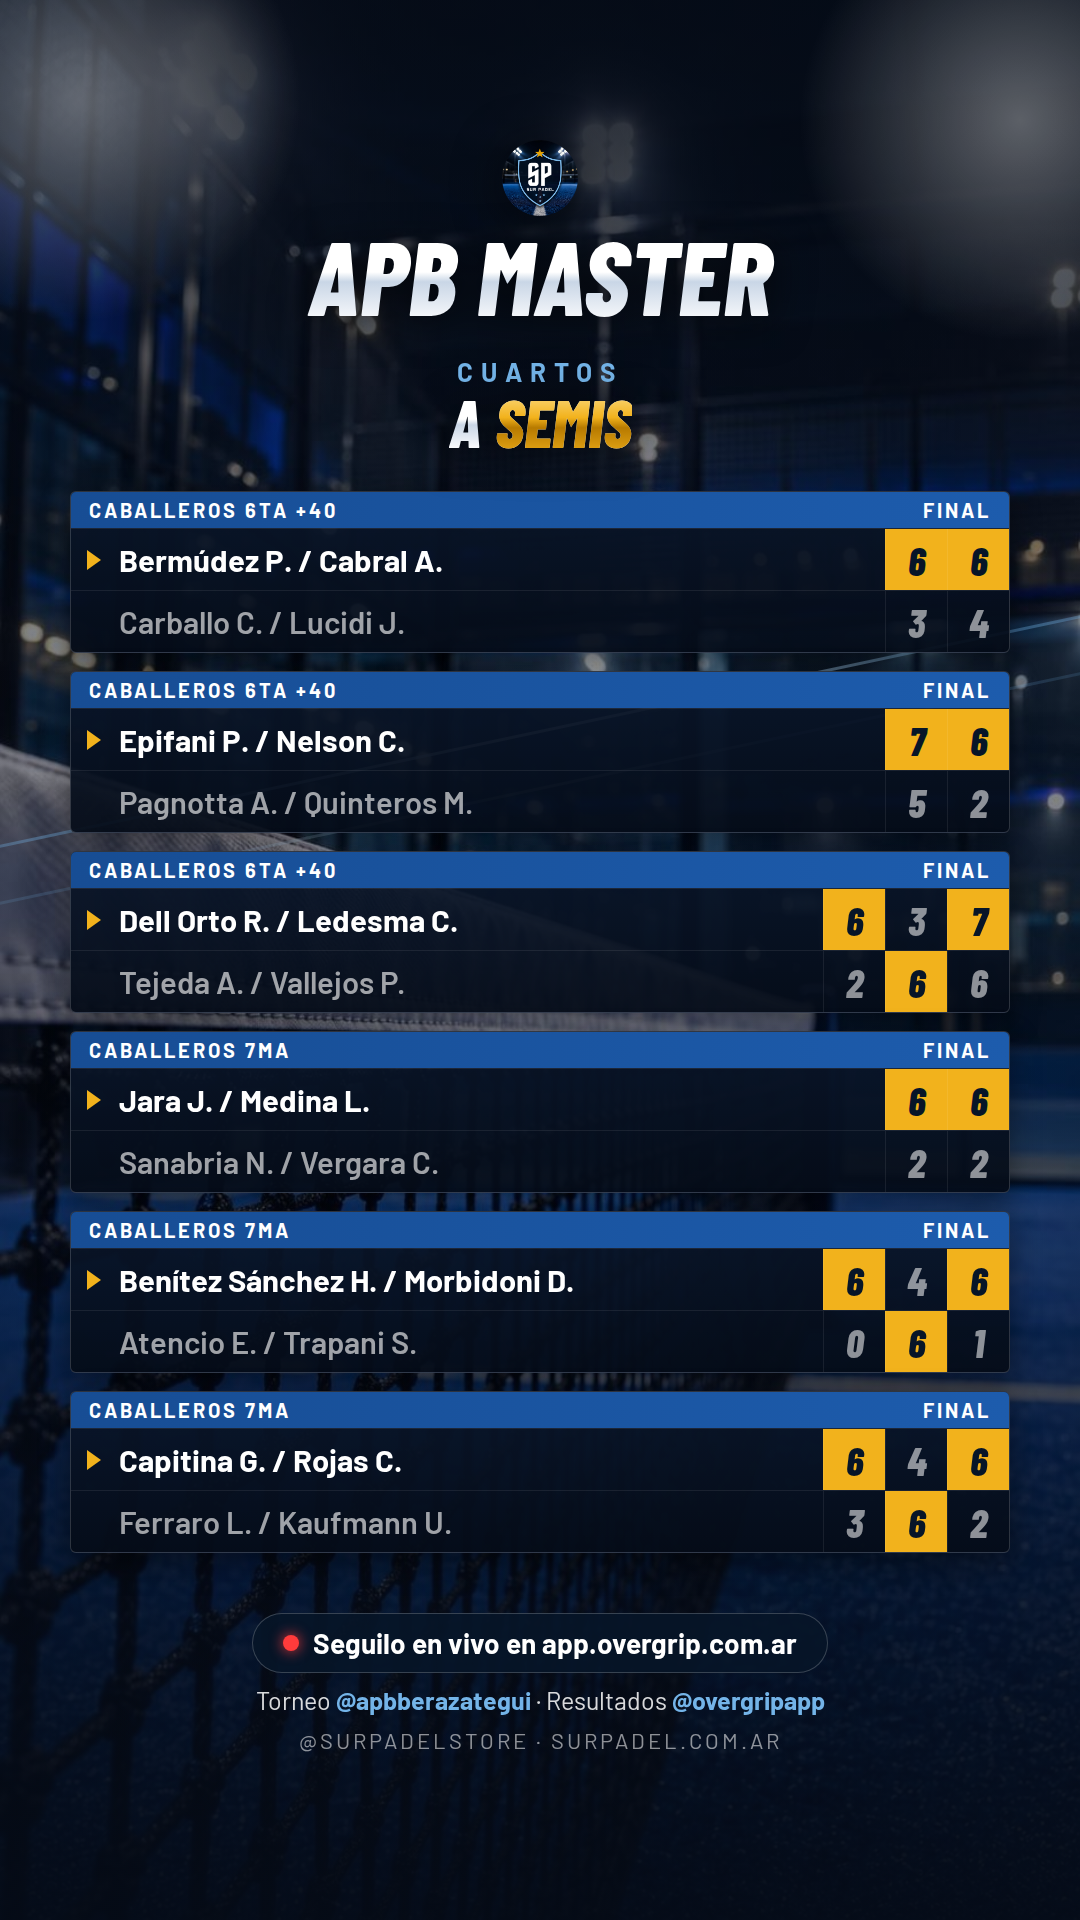 SP
SUR PADEL
APB MASTER
CUARTOS
A SEMIS
CABALLEROS 6TA +40 FINAL
Bermúdez P. / Cabral A. 6 6
Carballo C. / Lucidi J. 3 4
CABALLEROS 6TA +40 FINAL
Epifani P. / Nelson C. 7 6
Pagnotta A. / Quinteros M. 5 2
CABALLEROS 6TA +40 FINAL
Dell Orto R. / Ledesma C. 6 3 7
Tejeda A. / Vallejos P. 2 6 6
CABALLEROS 7MA FINAL
Jara J. / Medina L. 6 6
Sanabria N. / Vergara C. 2 2
CABALLEROS 7MA FINAL
Benítez Sánchez H. / Morbidoni D. 6 4 6
Atencio E. / Trapani S. 0 6 1
CABALLEROS 7MA FINAL
Capitina G. / Rojas C. 6 4 6
Ferraro L. / Kaufmann U. 3 6 2
Seguilo en vivo en app.overgrip.com.ar
Torneo @apbberazategui · Resultados @overgripapp
@SURPADELSTORE · SURPADEL.COM.AR